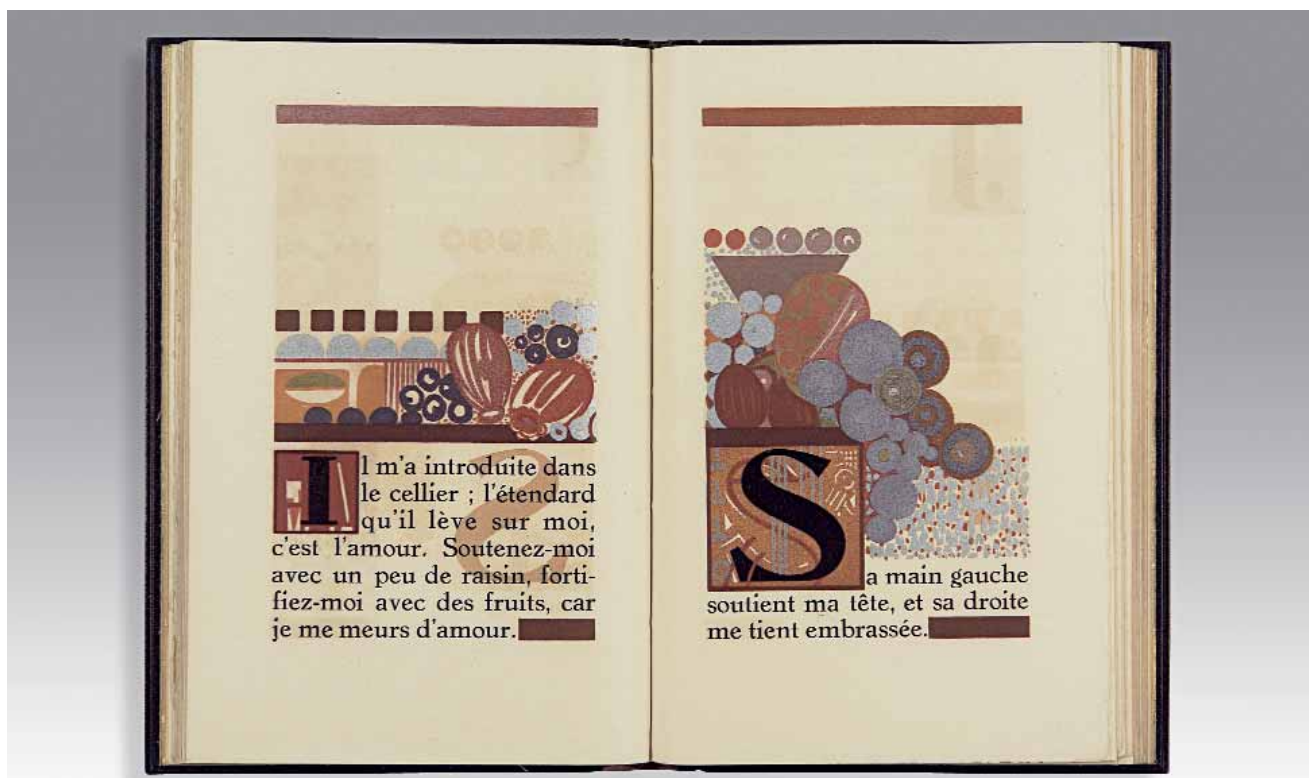 Il m'a introduite dans
le cellier ; l'étendard
qu'il lève sur moi,
c'est l'amour. Soutenez-moi
avec un peu de raisin, forti-
fiez-moi avec des fruits, car
je me meurs d'amour.
Sa main gauche
soutient ma tête, et sa droite
me tient embrassée.